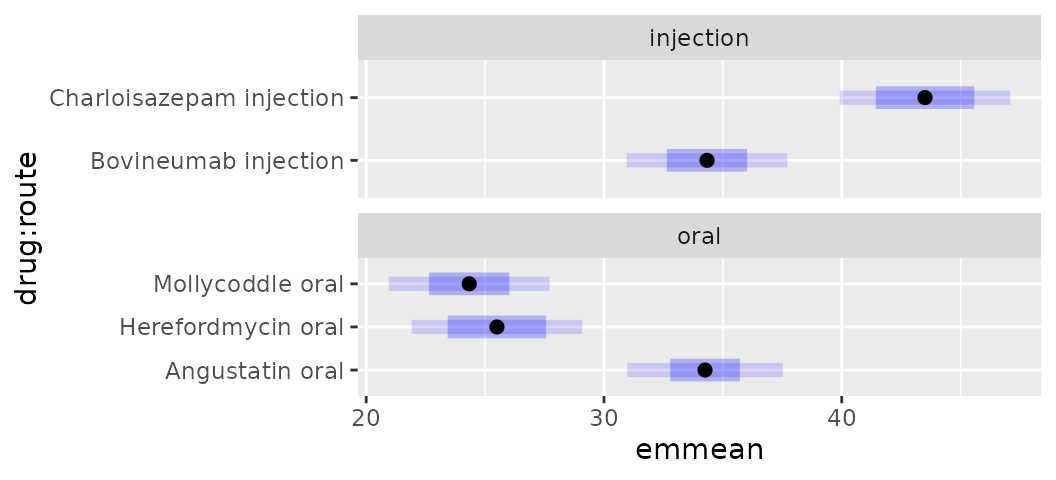 injection
Charloisazepam injection
Bovineumab injection
drug:route
oral
Mollycoddle oral
Herefordmycin oral
Angustatin oral
20 30 40
emmean